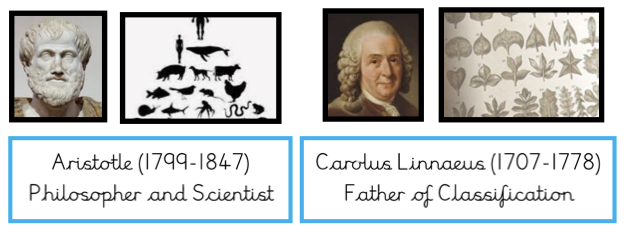 Aristotle (1799-1847)
Philosopher and Scientist
Carolus Linnaeus (1707-1778)
Father of Classification